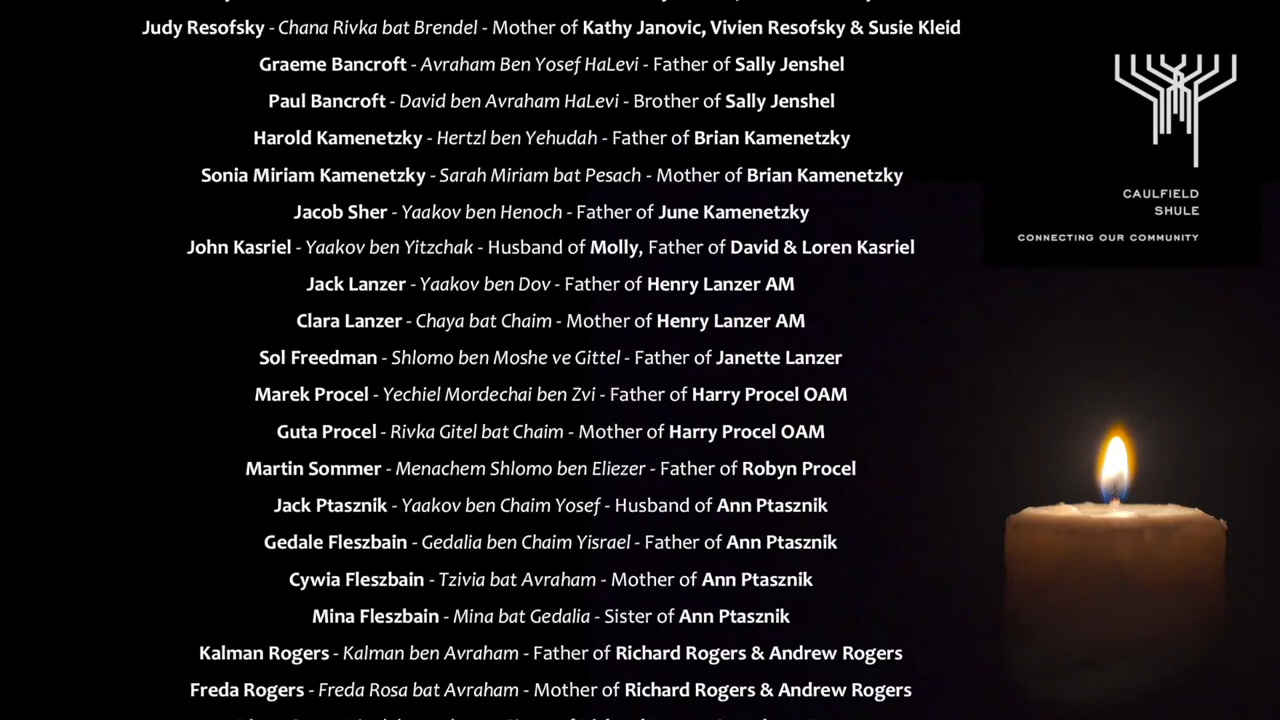 Judy Resofsky - Chana Rivka bat Brendel - Mother of Kathy Janovic, Vivien Resofsky & Susie Kleid
Graeme Bancroft - Avraham Ben Yosef HaLevi - Father of Sally Jenshel
Paul Bancroft - David ben Avraham HaLevi - Brother of Sally Jenshel
Harold Kamenetzky - Hertzl ben Yehudah - Father of Brian Kamenetzky
Sonia Miriam Kamenetzky - Sarah Miriam bat Pesach - Mother of Brian Kamenetzky
Jacob Sher - Yaakov ben Henoch - Father of June Kamenetzky
John Kasriel - Yaakov ben Yitzchak - Husband of Molly, Father of David & Loren Kasriel
Jack Lanzer - Yaakov ben Dov - Father of Henry Lanzer AM
Clara Lanzer - Chaya bat Chaim - Mother of Henry Lanzer AM
Sol Freedman - Shlomo ben Moshe ve Gittel - Father of Janette Lanzer
Marek Procel - Yechiel Mordechai ben Zvi - Father of Harry Procel OAM
Guta Procel - Rivka Gitel bat Chaim - Mother of Harry Procel OAM
Martin Sommer - Menachem Shlomo ben Eliezer - Father of Robyn Procel
Jack Ptasznik - Yaakov ben Chaim Yosef - Husband of Ann Ptasznik
Gedale Fleszbain - Gedalia ben Chaim Yisrael - Father of Ann Ptasznik
Cywia Fleszbain - Tzivia bat Avraham - Mother of Ann Ptasznik
Mina Fleszbain - Mina bat Gedalia - Sister of Ann Ptasznik
Kalman Rogers - Kalman ben Avraham - Father of Richard Rogers & Andrew Rogers
Freda Rogers - Freda Rosa bat Avraham - Mother of Richard Rogers & Andrew Rogers
CAULFIELD
SHULE
CONNECTING OUR COMMUNITY